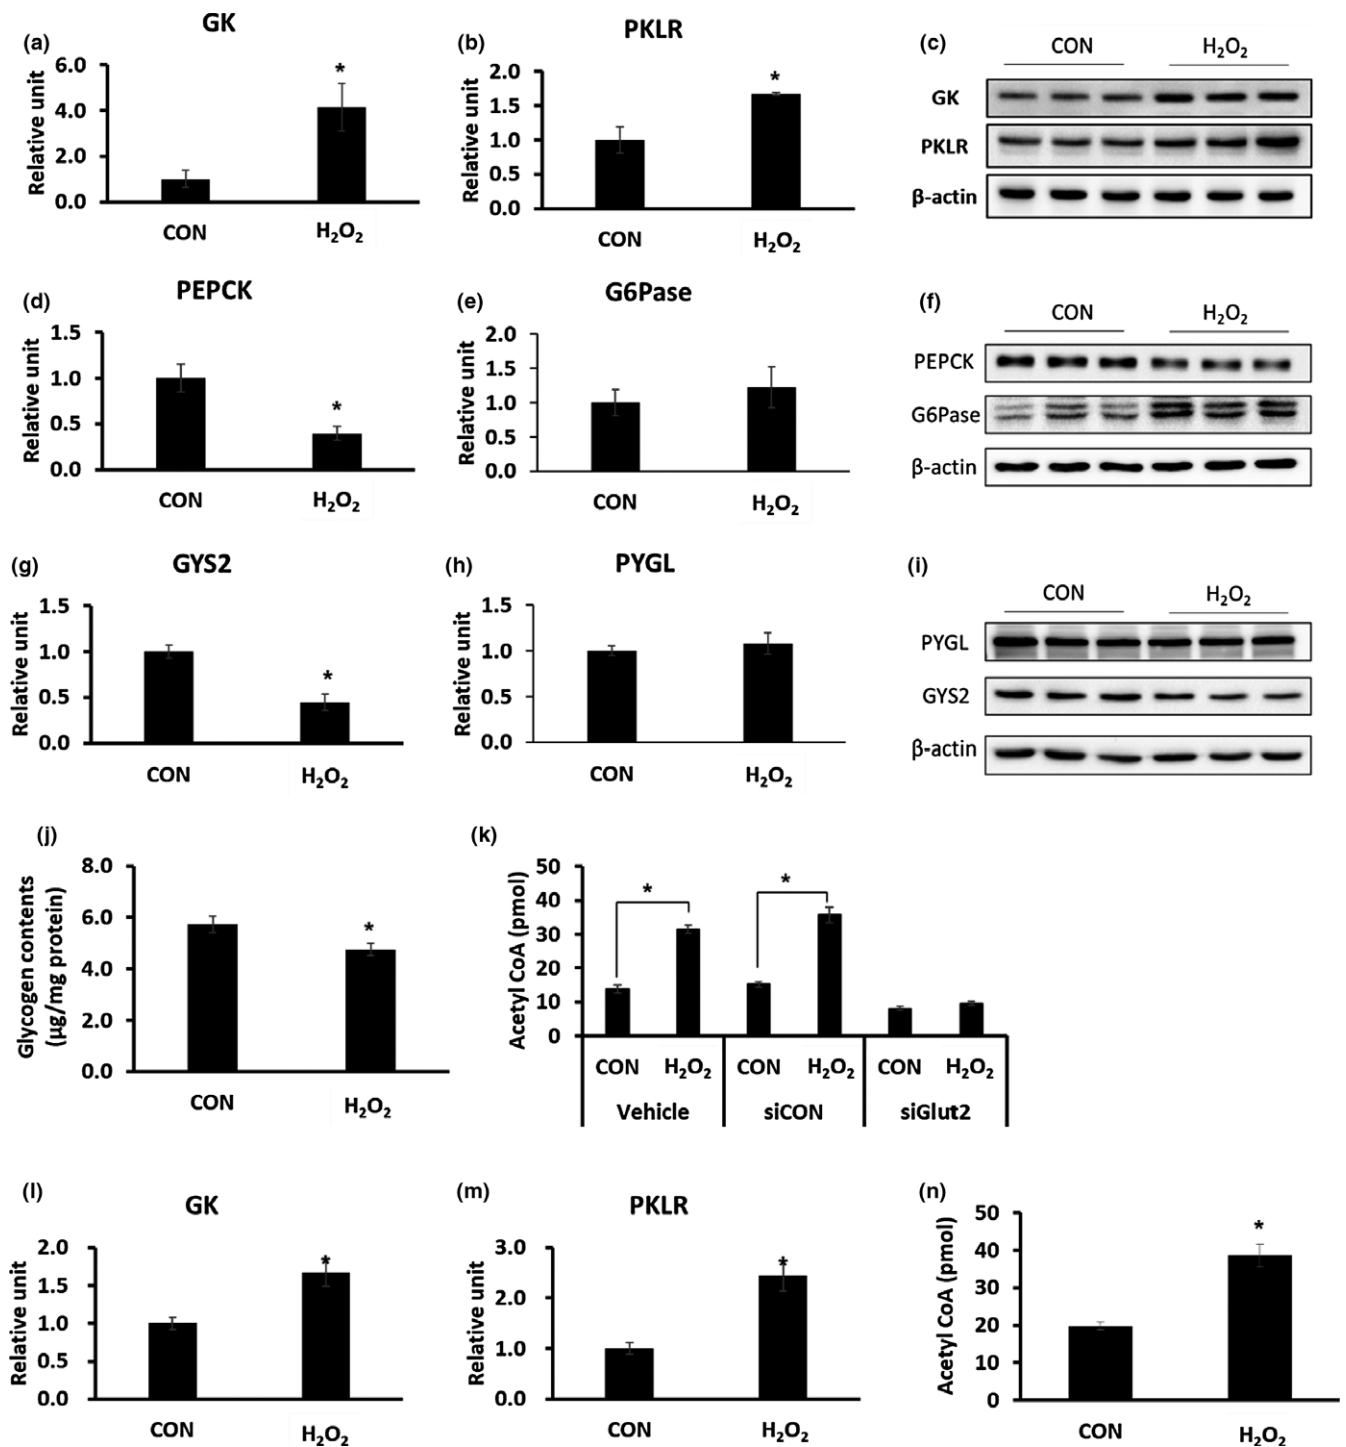 (a)
GK
Relative unit
6.0
4.0
2.0
0.0
*
CON
H₂O₂
(b)
PKLR
Relative unit
2.0
1.5
1.0
0.5
0.0
*
CON
H₂O₂
(c)
CON
H₂O₂
GK
PKLR
β-actin
(d)
PEPCK
Relative unit
1.5
1.0
0.5
0.0
*
CON
H₂O₂
(e)
G6Pase
Relative unit
2.0
1.5
1.0
0.5
0.0
CON
H₂O₂
(f)
CON
H₂O₂
PEPCK
G6Pase
β-actin
(g)
GYS2
Relative unit
1.5
1.0
0.5
0.0
*
CON
H₂O₂
(h)
PYGL
Relative unit
1.5
1.0
0.5
0.0
CON
H₂O₂
(i)
CON
H₂O₂
PYGL
GYS2
β-actin
(j)
Glycogen contents
(µg/mg protein)
8.0
6.0
4.0
2.0
0.0
*
CON
H₂O₂
(k)
Acetyl CoA (pmol)
50
40
30
20
10
0
*
*
CON H₂O₂ CON H₂O₂ CON H₂O₂
Vehicle siCON siGlut2
(l)
GK
Relative unit
2.0
1.5
1.0
0.5
0.0
*
CON
H₂O₂
(m)
PKLR
Relative unit
3.0
2.0
1.0
0.0
*
CON
H₂O₂
(n)
Acetyl CoA (pmol)
50
40
30
20
10
0
*
CON
H₂O₂